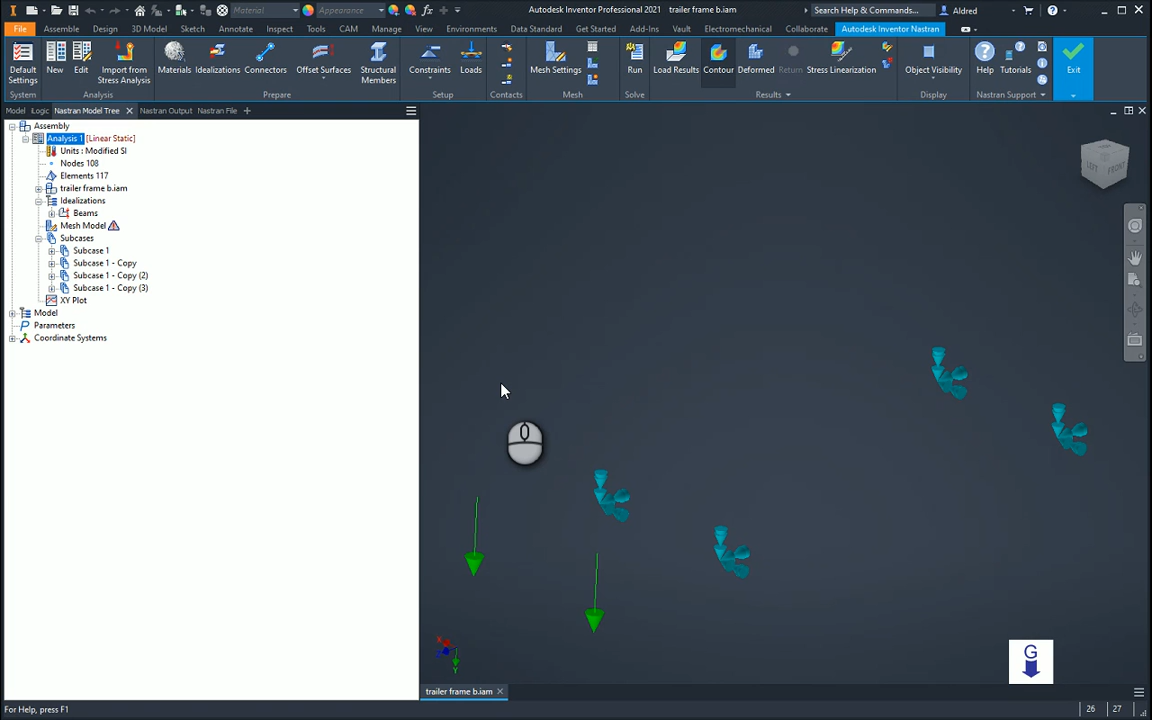 Material
Appearance
Autodesk Inventor Professional 2021 trailer frame b.iam
Search Help & Commands...
Aldred
File Assemble Design 3D Model Sketch Annotate Inspect Tools CAM Manage View Environments Data Standard Get Started Add-Ins Vault Electromechanical Collaborate Autodesk Inventor Nastran
Default Settings
New
Edit
Import from Stress Analysis
Materials
Idealizations
Connectors
Offset Surfaces
Structural Members
Constraints
Loads
Mesh Settings
Run
Load Results
Contour
Deformed
Return
Stress Linearization
Object Visibility
Help
Tutorials
Exit
System Analysis Prepare Setup Contacts Mesh Solve Results Display Nastran Support
Model iLogic Nastran Model Tree Nastran Output Nastran File
Assembly
Analysis 1 [Linear Static]
Units : Modified SI
Nodes 108
Elements 117
trailer frame b.iam
Idealizations
Beams
Mesh Model
Subcases
Subcase 1
Subcase 1 - Copy
Subcase 1 - Copy (2)
Subcase 1 - Copy (3)
XY Plot
Model
Parameters
Coordinate Systems
LEFT FRONT
0
X
Y
G
trailer frame b.iam
For Help, press F1
26 27